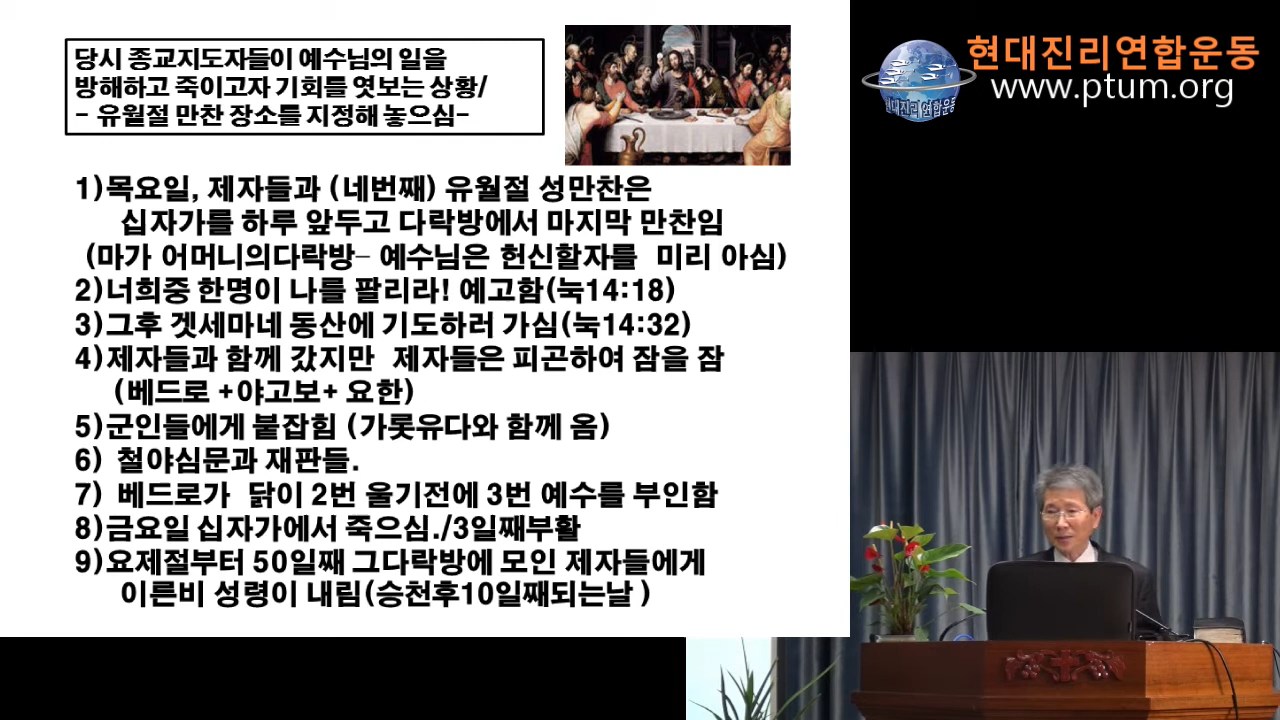 당시 종교지도자들이 예수님의 일을
방해하고 죽이고자 기회를 엿보는 상황/
- 유월절 만찬 장소를 지정해 놓으심-
1)목요일, 제자들과 (네번째) 유월절 성만찬은
십자가를 하루 앞두고 다락방에서 마지막 만찬임
(마가 어머니의다락방- 예수님은 헌신할자를 미리 아심)
2)너희중 한명이 나를 팔리라! 예고함(눅14:18)
3)그후 겟세마네 동산에 기도하러 가심(눅14:32)
4)제자들과 함께 갔지만 제자들은 피곤하여 잠을 잠
(베드로 +야고보+ 요한)
5)군인들에게 붙잡힘 (가롯유다와 함께 옴)
6) 철야심문과 재판들.
7) 베드로가 닭이 2번 울기전에 3번 예수를 부인함
8)금요일 십자가에서 죽으심./3일째부활
9)요제절부터 50일째 그다락방에 모인 제자들에게
이른비 성령이 내림(승천후10일째되는날 )
현대진리연합운동
www.ptum.org
현대진리연합운동